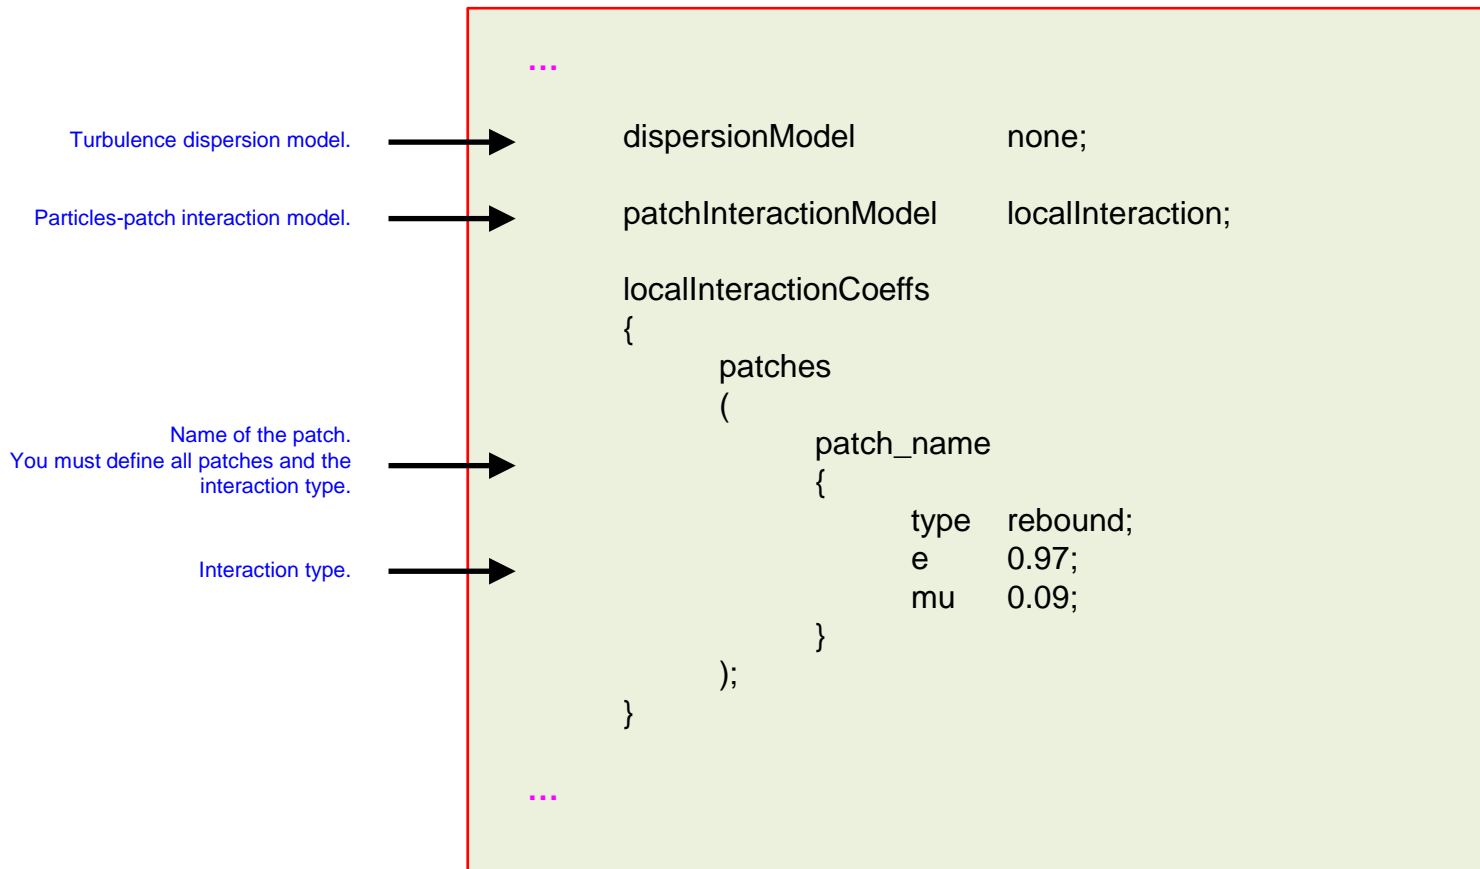 ...
Turbulence dispersion model.
dispersionModel none;
Particles-patch interaction model.
patchInteractionModel localInteraction;
localInteractionCoeffs
{
patches
(
Name of the patch.
You must define all patches and the
interaction type.
patch_name
{
type rebound;
Interaction type.
e 0.97;
mu 0.09;
}
);
}
...